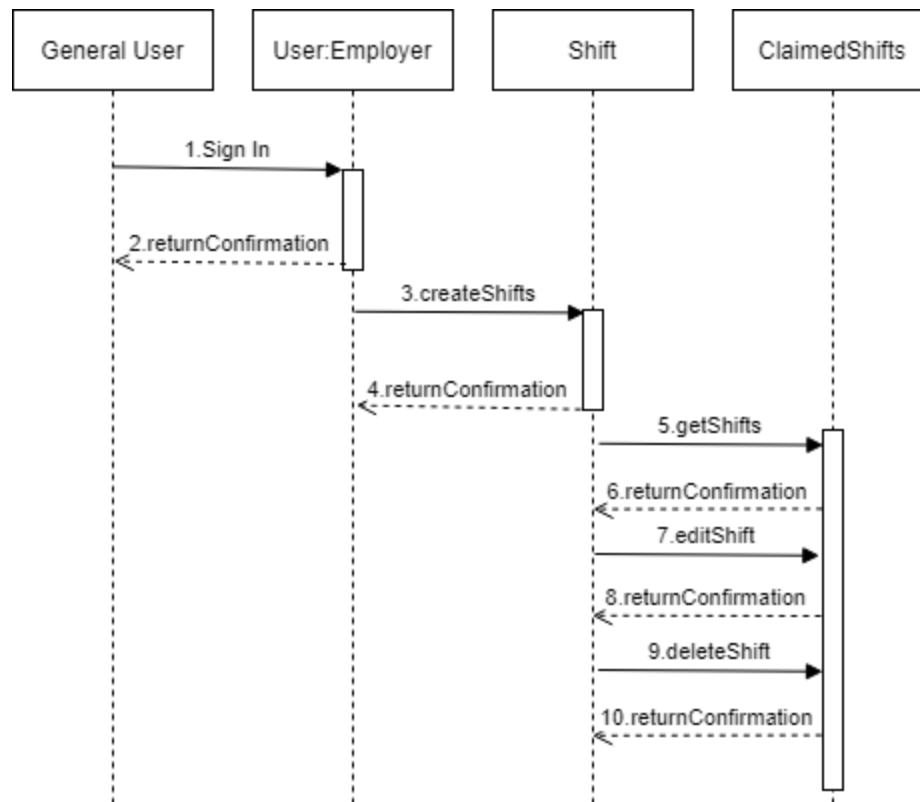 General User
User:Employer
Shift
ClaimedShifts
1.Sign In
2.returnConfirmation
3.createShifts
4.returnConfirmation
5.getShifts
6.returnConfirmation
7.editShift
8.returnConfirmation
9.deleteShift
10.returnConfirmation